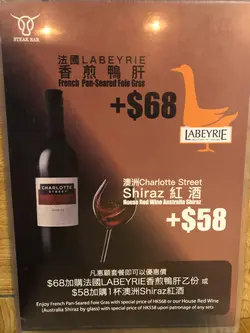 STEAK BAR
法國LABEYRIE
香煎鴨肝
French Pan-Seared Foie Gras
+$68
LABEYRIE
CHARLOTTE
STREET
SHIRAZ
澳洲Charlotte Street
Shiraz 紅酒
House Red Wine Australia Shiraz
+$58
凡惠顧套餐即可以優惠價
$68加購法國LABEYRIE香煎鴨肝乙份 或
$58加購1杯澳洲Shiraz紅酒
Enjoy French Pan-Seared Foie Gras with special price of HK$68 or our House Red Wine
(Australia Shiraz by glass) with special price of HK$58 upon patronage of any sets